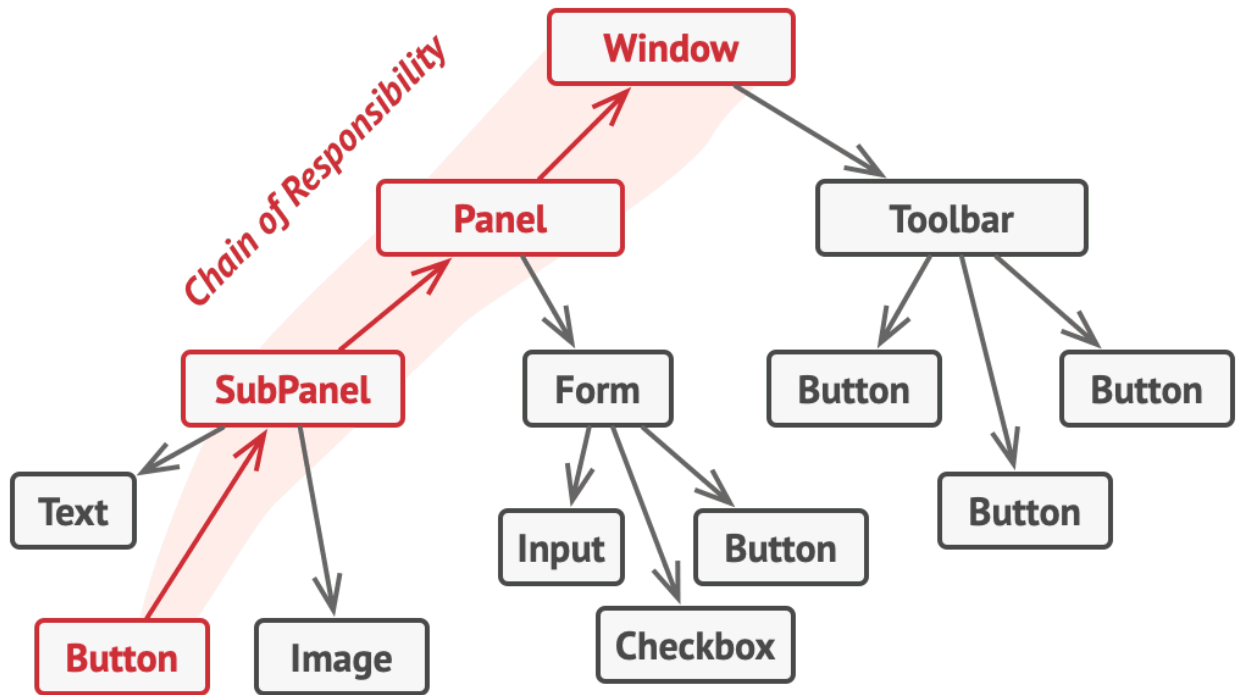 Window
Chain of Responsibility
Panel
Toolbar
SubPanel
Form
Button
Button
Text
Button
Input
Button
Checkbox
Button
Image